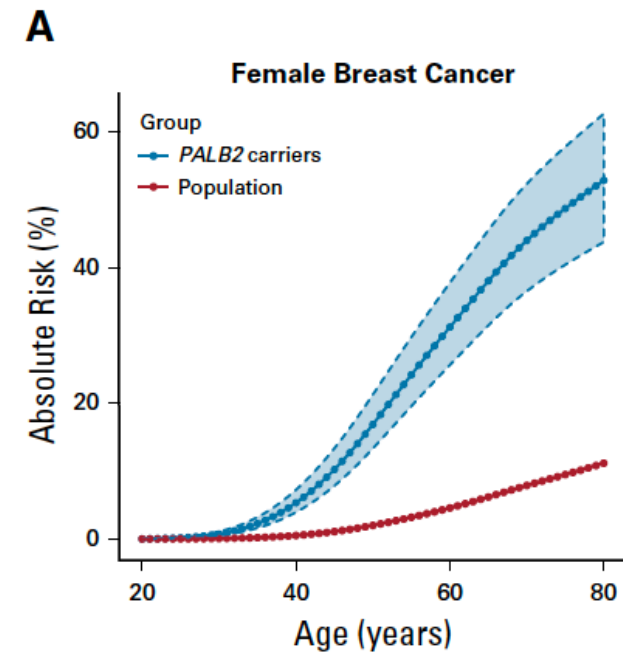 A
Female Breast Cancer
Group
PALB2 carriers
Population
Absolute Risk (%)
60
40
20
0
20 40 60 80
Age (years)